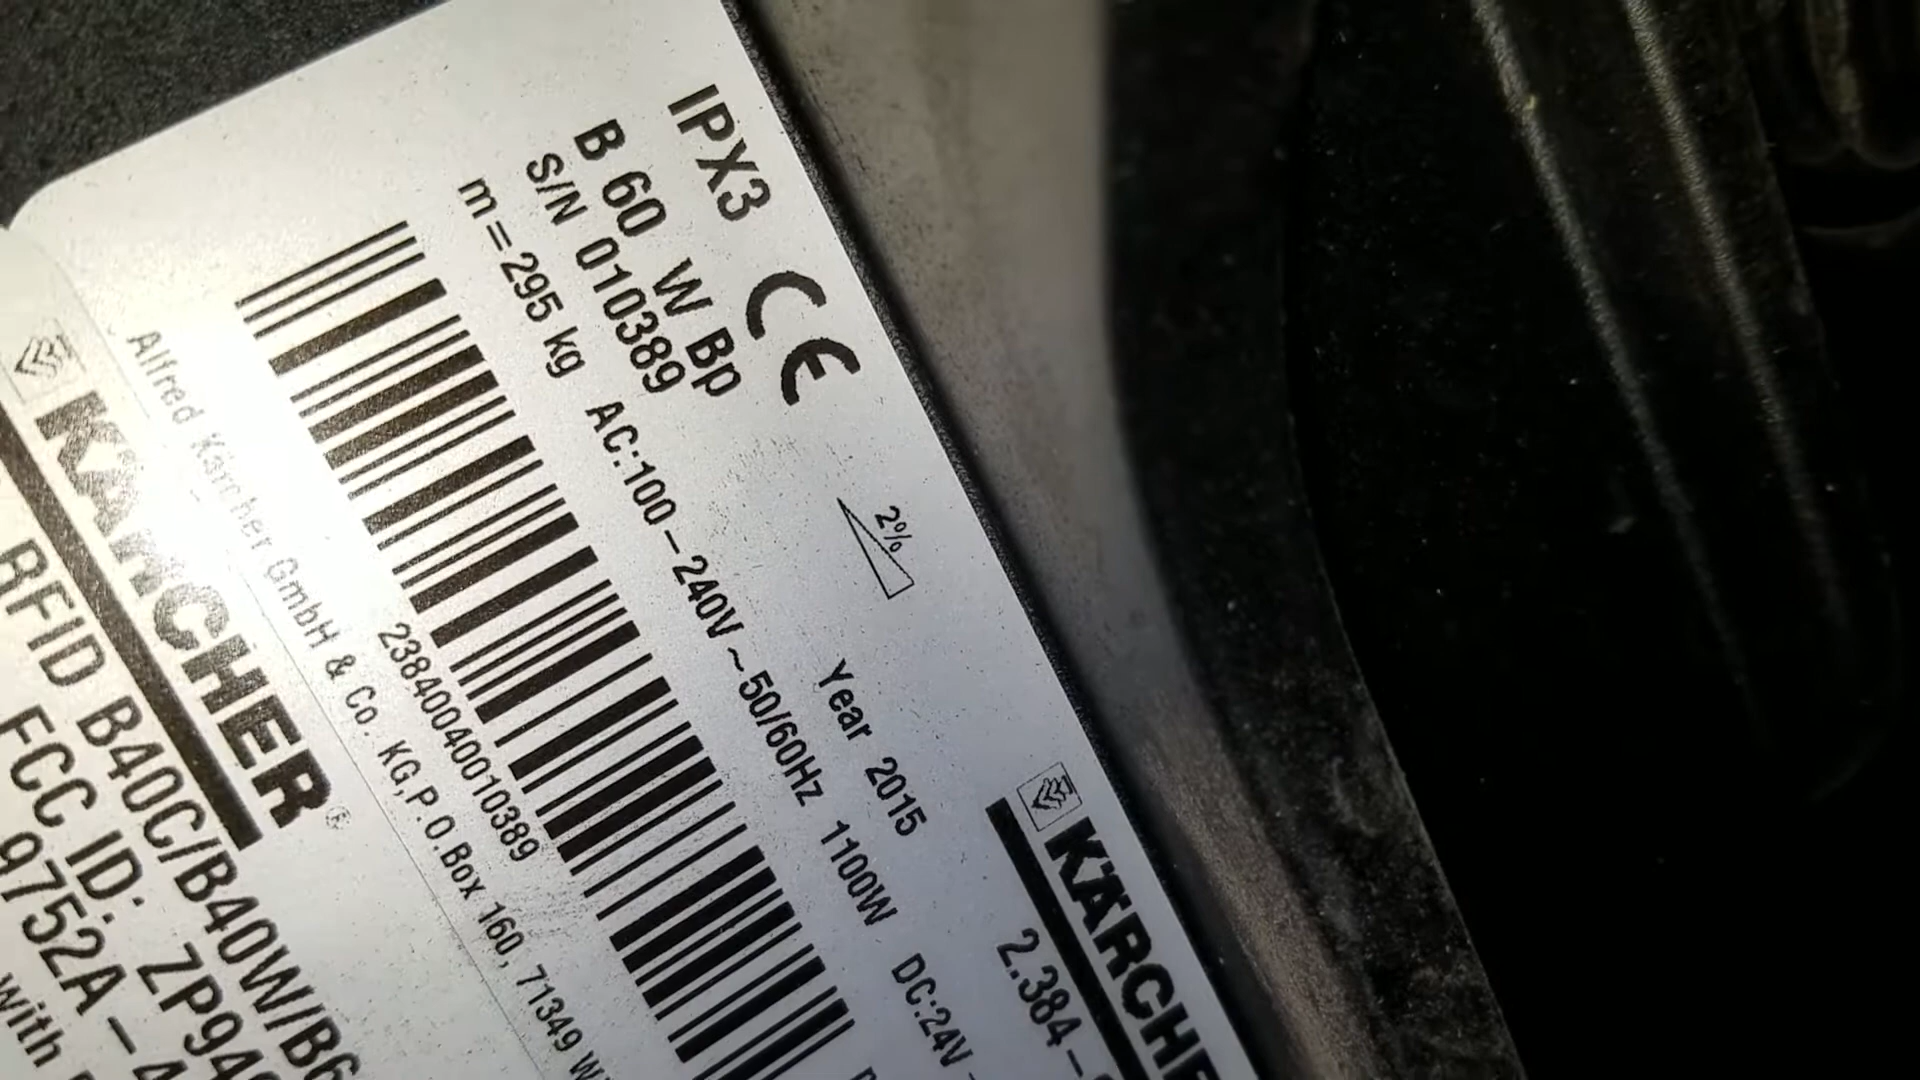 IPX3 CE 2% Year 2015 KÄRCHER
B 60 W Bp 2.384-
S/N 010389
m=295 kg AC:100-240V~50/60Hz 1100W DC:24V
23840040010389
Alfred Kärcher GmbH & Co. KG,P.O.Box 160, 71349
KÄRCHER®
RFID B40C/B40W/B6
FCC ID: ZP94
9752A-4
with